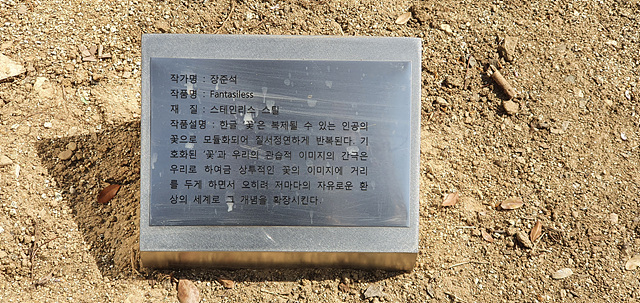 작가명 : 장준석
작품명 : Fantasiless
재 질 : 스테인리스 스틸
작품설명 : 한글 '꽃'은 복제될 수 있는 인공의
꽃으로 모듈화되어 질서정연하게 반복된다. 기
호화된 '꽃'과 우리의 관습적 이미지의 간극은
우리로 하여금 상투적인 꽃의 이미지에 거리
를 두게 하면서 오히려 저마다의 자유로운 환
상의 세계로 그 개념을 확장시킨다.